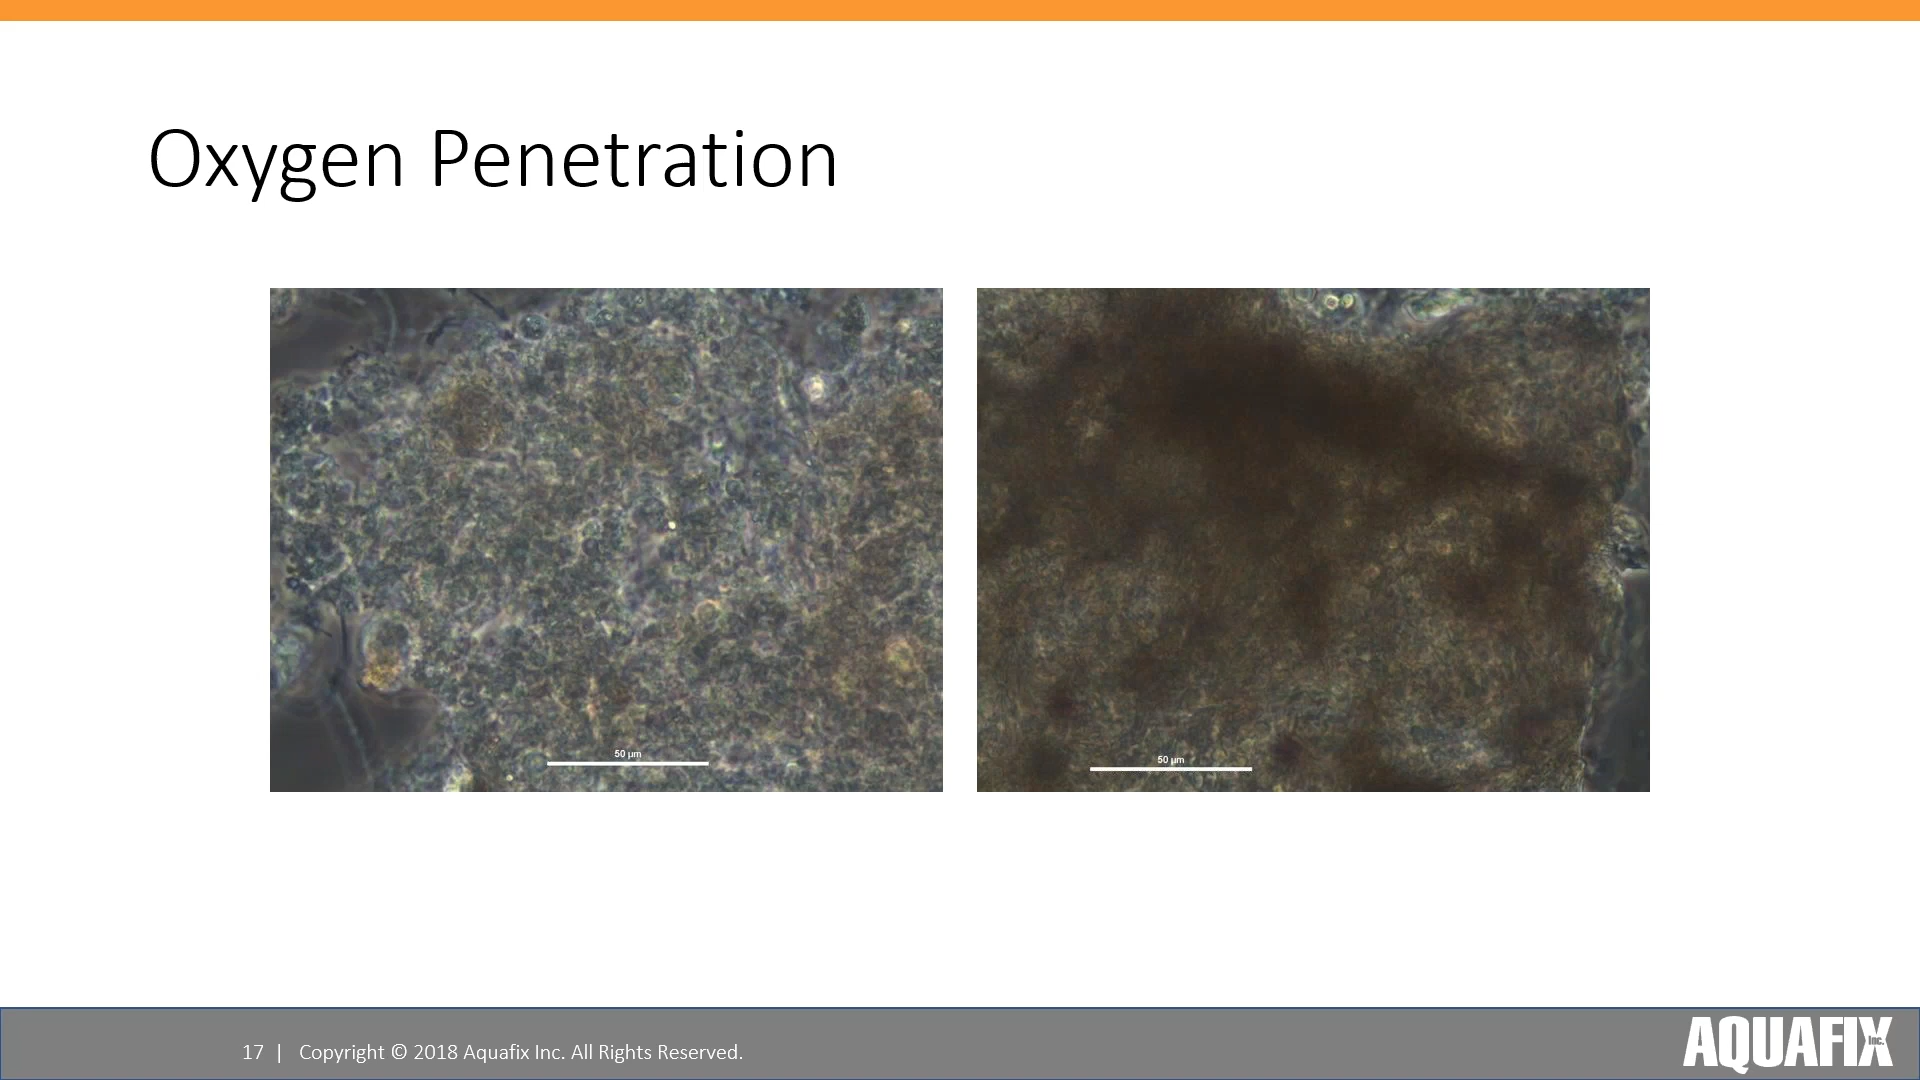 Oxygen Penetration
50 µm
50 µm
17 | Copyright © 2018 Aquafix Inc. All Rights Reserved.
AQUAFIX Inc.